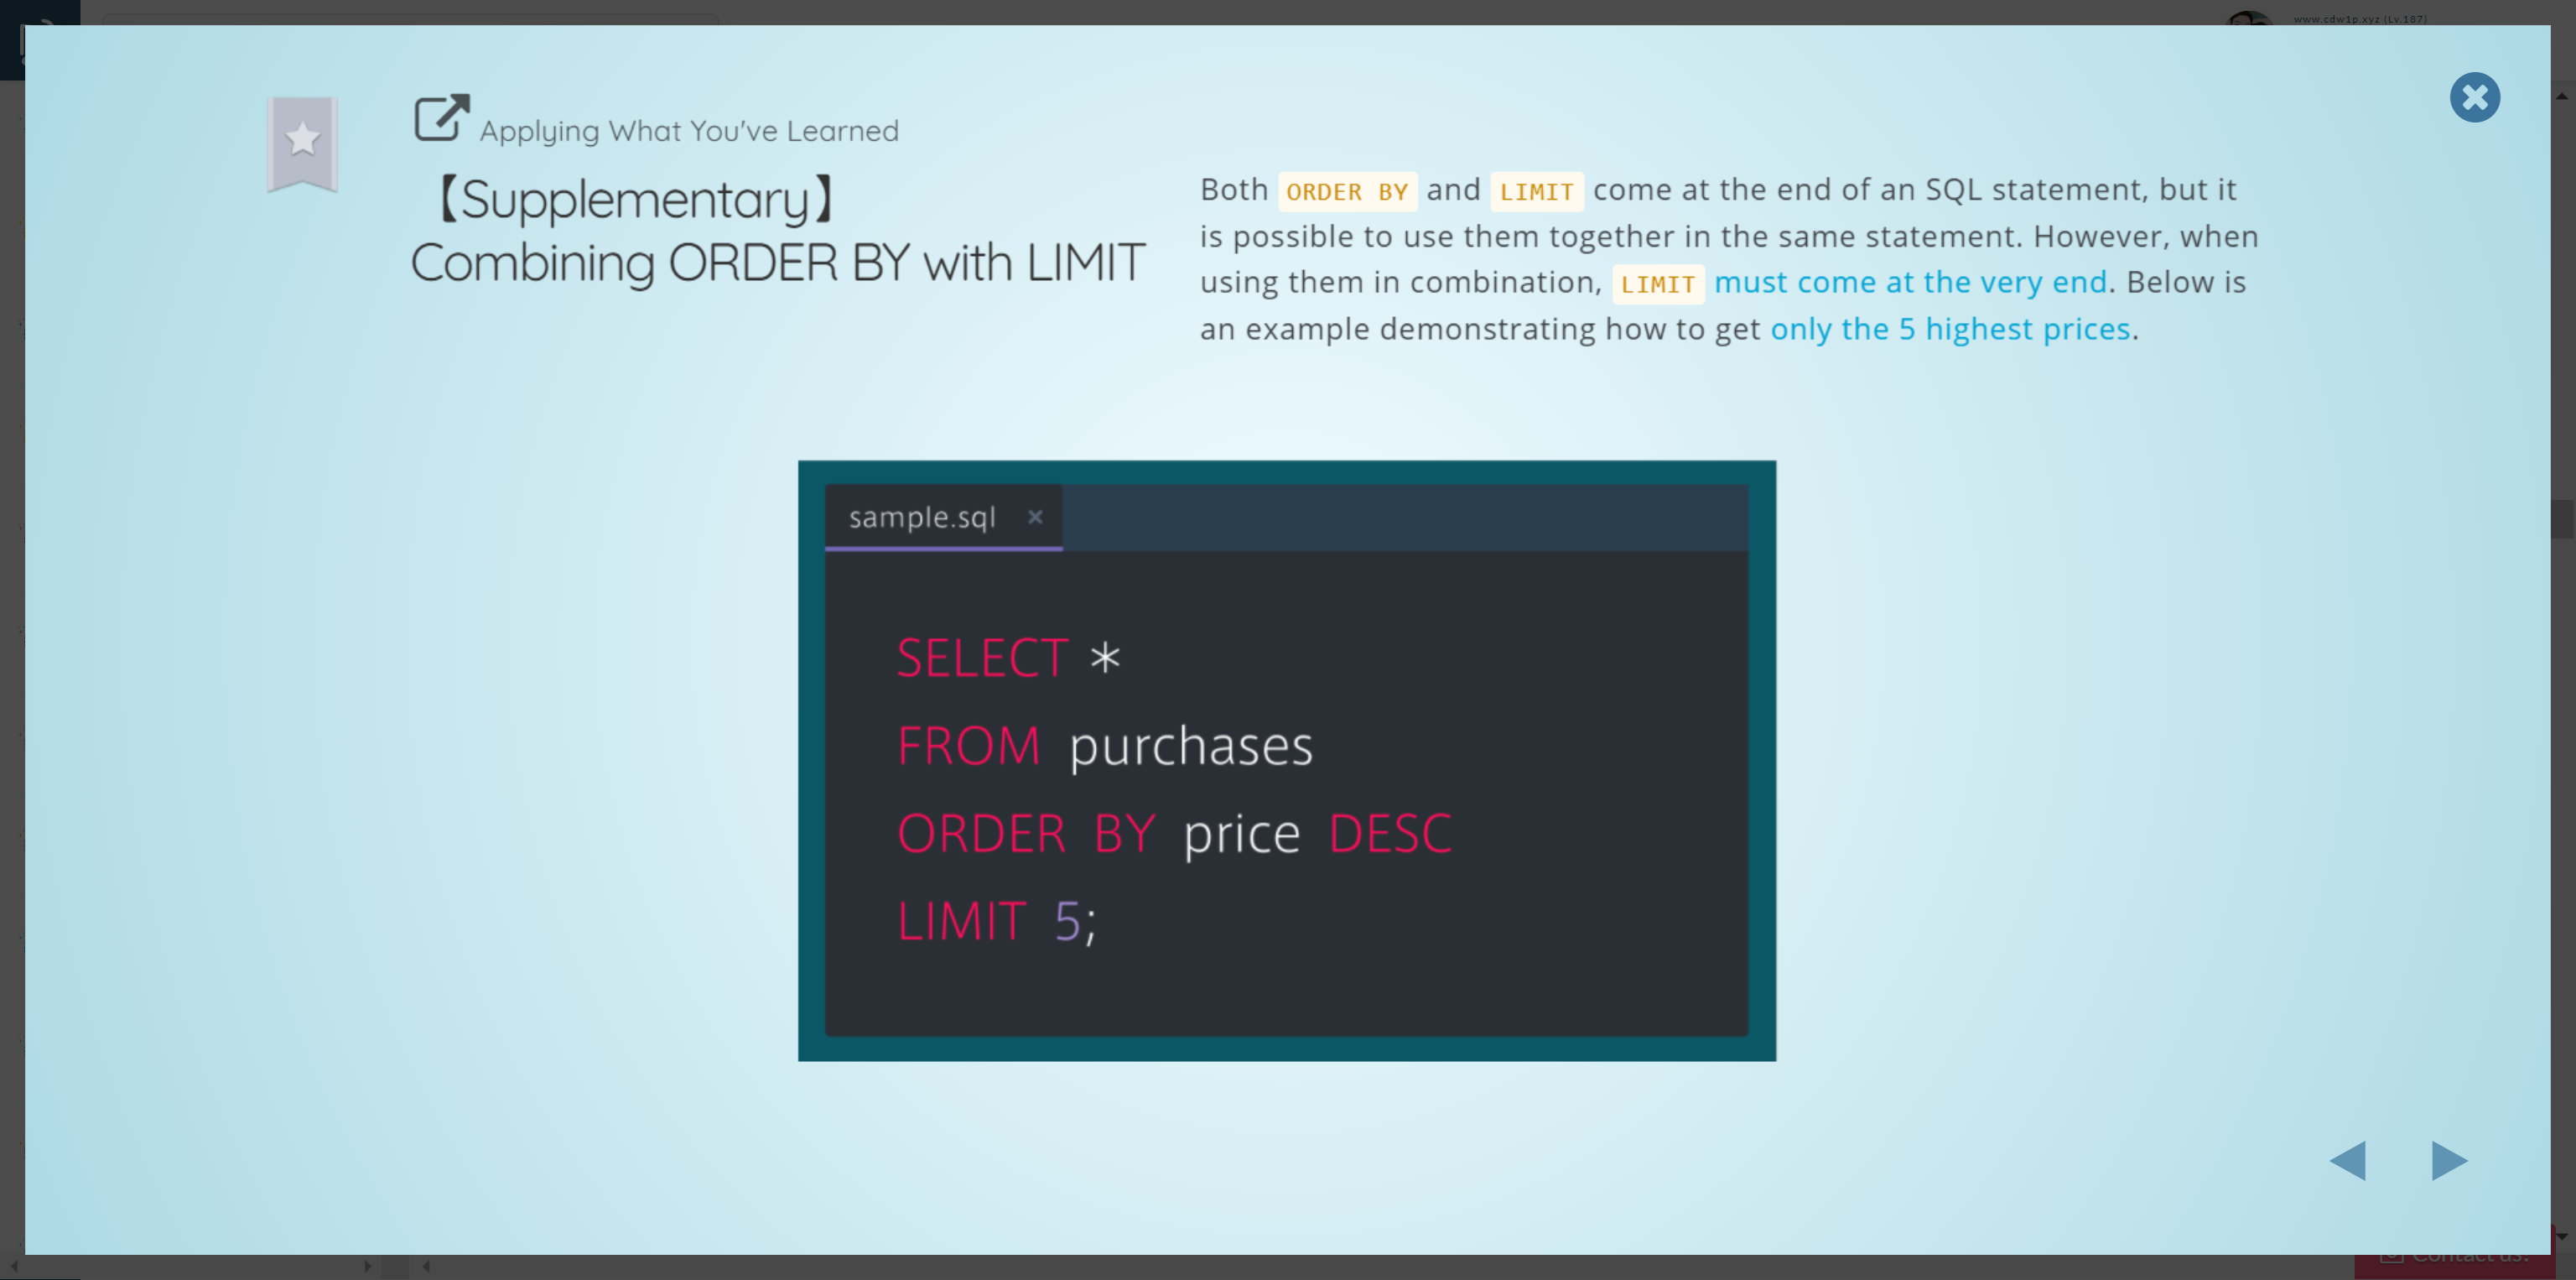 www.cdw1p.xyz (Lv.187)
Applying What You've Learned
【Supplementary】
Combining ORDER BY with LIMIT
Both ORDER BY and LIMIT come at the end of an SQL statement, but it
is possible to use them together in the same statement. However, when
using them in combination, LIMIT must come at the very end. Below is
an example demonstrating how to get only the 5 highest prices.
sample.sql ×
SELECT *
FROM purchases
ORDER BY price DESC
LIMIT 5;
Contact us!